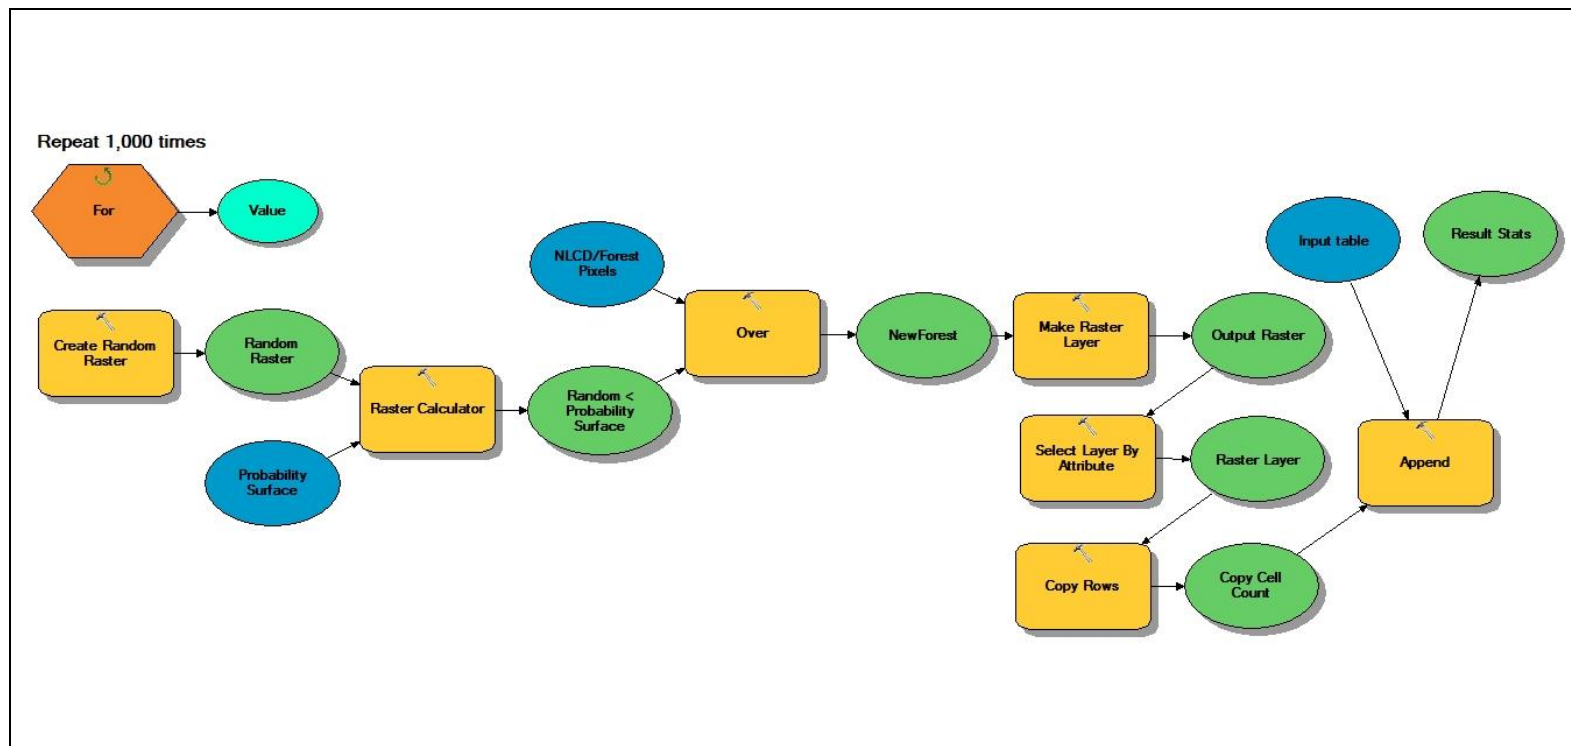 Repeat 1,000 times
For
Value
Create Random
Raster
Random
Raster
Probability
Surface
Raster Calculator
NLCD/Forest
Pixels
Random <
Probability
Surface
Over
NewForest
Make Raster
Layer
Output Raster
Select Layer By
Attribute
Raster Layer
Copy Rows
Copy Cell
Count
Input table
Append
Result Stats